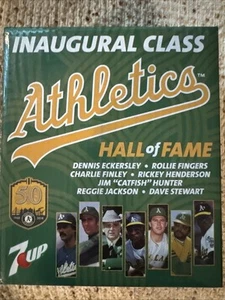 INAUGURAL CLASS
Athletics™
HALL of FAME
DENNIS ECKERSLEY • ROLLIE FINGERS
CHARLIE FINLEY • RICKEY HENDERSON
JIM "CATFISH" HUNTER
REGGIE JACKSON • DAVE STEWART
50
7UP